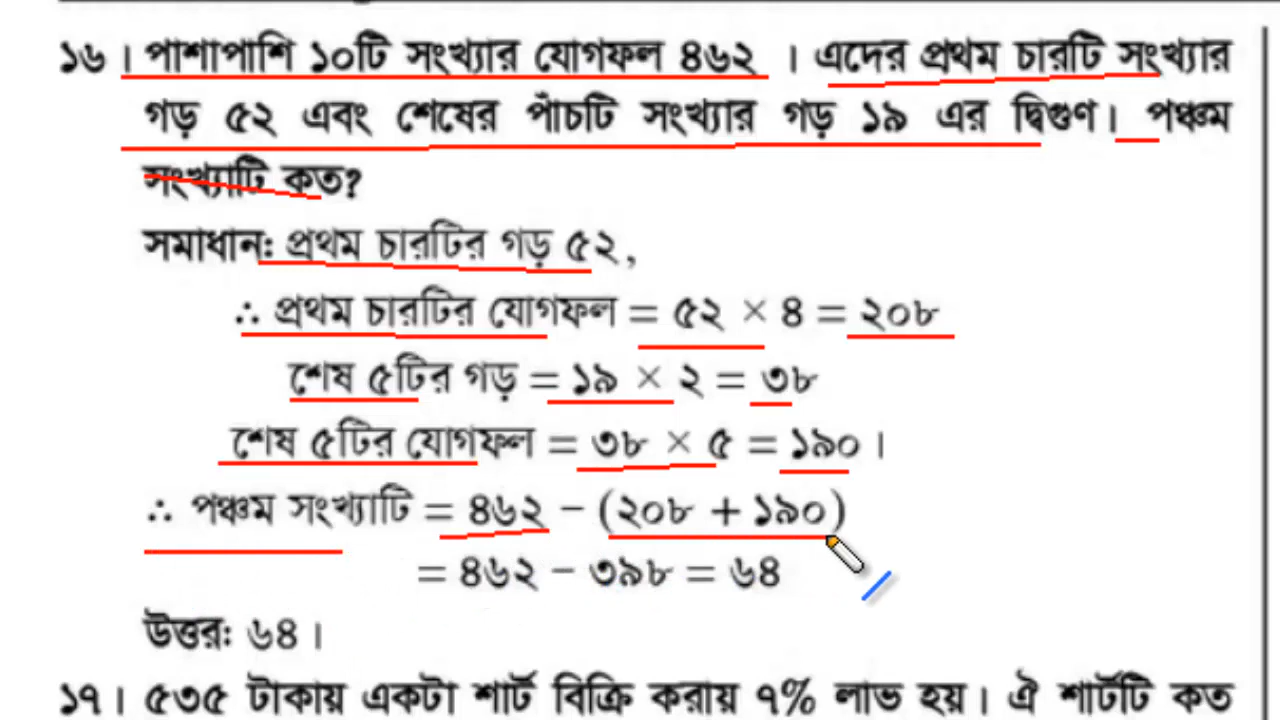 ১৬। পাশাপাশি ১০টি সংখ্যার যোগফল ৪৬২ । এদের প্রথম চারটি সংখ্যার
গড় ৫২ এবং শেষের পাঁচটি সংখ্যার গড় ১৯ এর দ্বিগুণ। পঞ্চম
সংখ্যাটি কত?
সমাধান: প্রথম চারটির গড় ৫২,
∴ প্রথম চারটির যোগফল = ৫২ × ৪ = ২০৮
শেষ ৫টির গড় = ১৯ × ২ = ৩৮
শেষ ৫টির যোগফল = ৩৮ × ৫ = ১৯০।
∴ পঞ্চম সংখ্যাটি = ৪৬২ − (২০৮ + ১৯০)
= ৪৬২ − ৩৯৮ = ৬৪
উত্তর: ৬৪।
১৭। ৫৩৫ টাকায় একটা শার্ট বিক্রি করায় ৭% লাভ হয়। ঐ শার্টটি কত